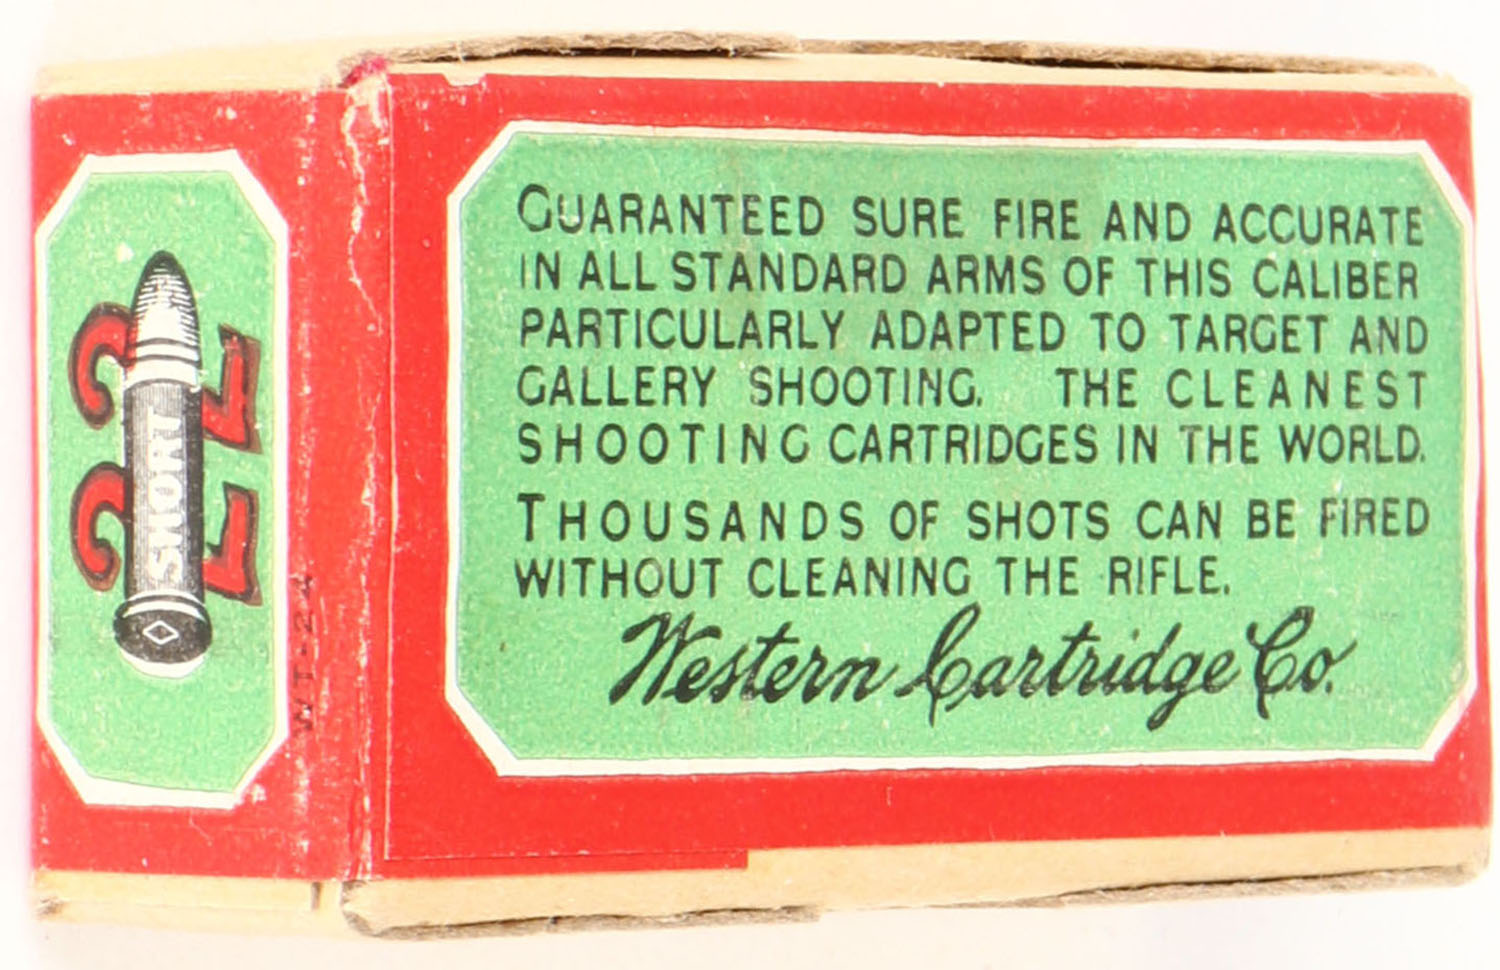 22
SHORT
WT-24
GUARANTEED SURE FIRE AND ACCURATE
IN ALL STANDARD ARMS OF THIS CALIBER
PARTICULARLY ADAPTED TO TARGET AND
GALLERY SHOOTING. THE CLEANEST
SHOOTING CARTRIDGES IN THE WORLD.
THOUSANDS OF SHOTS CAN BE FIRED
WITHOUT CLEANING THE RIFLE.
Western Cartridge Co.